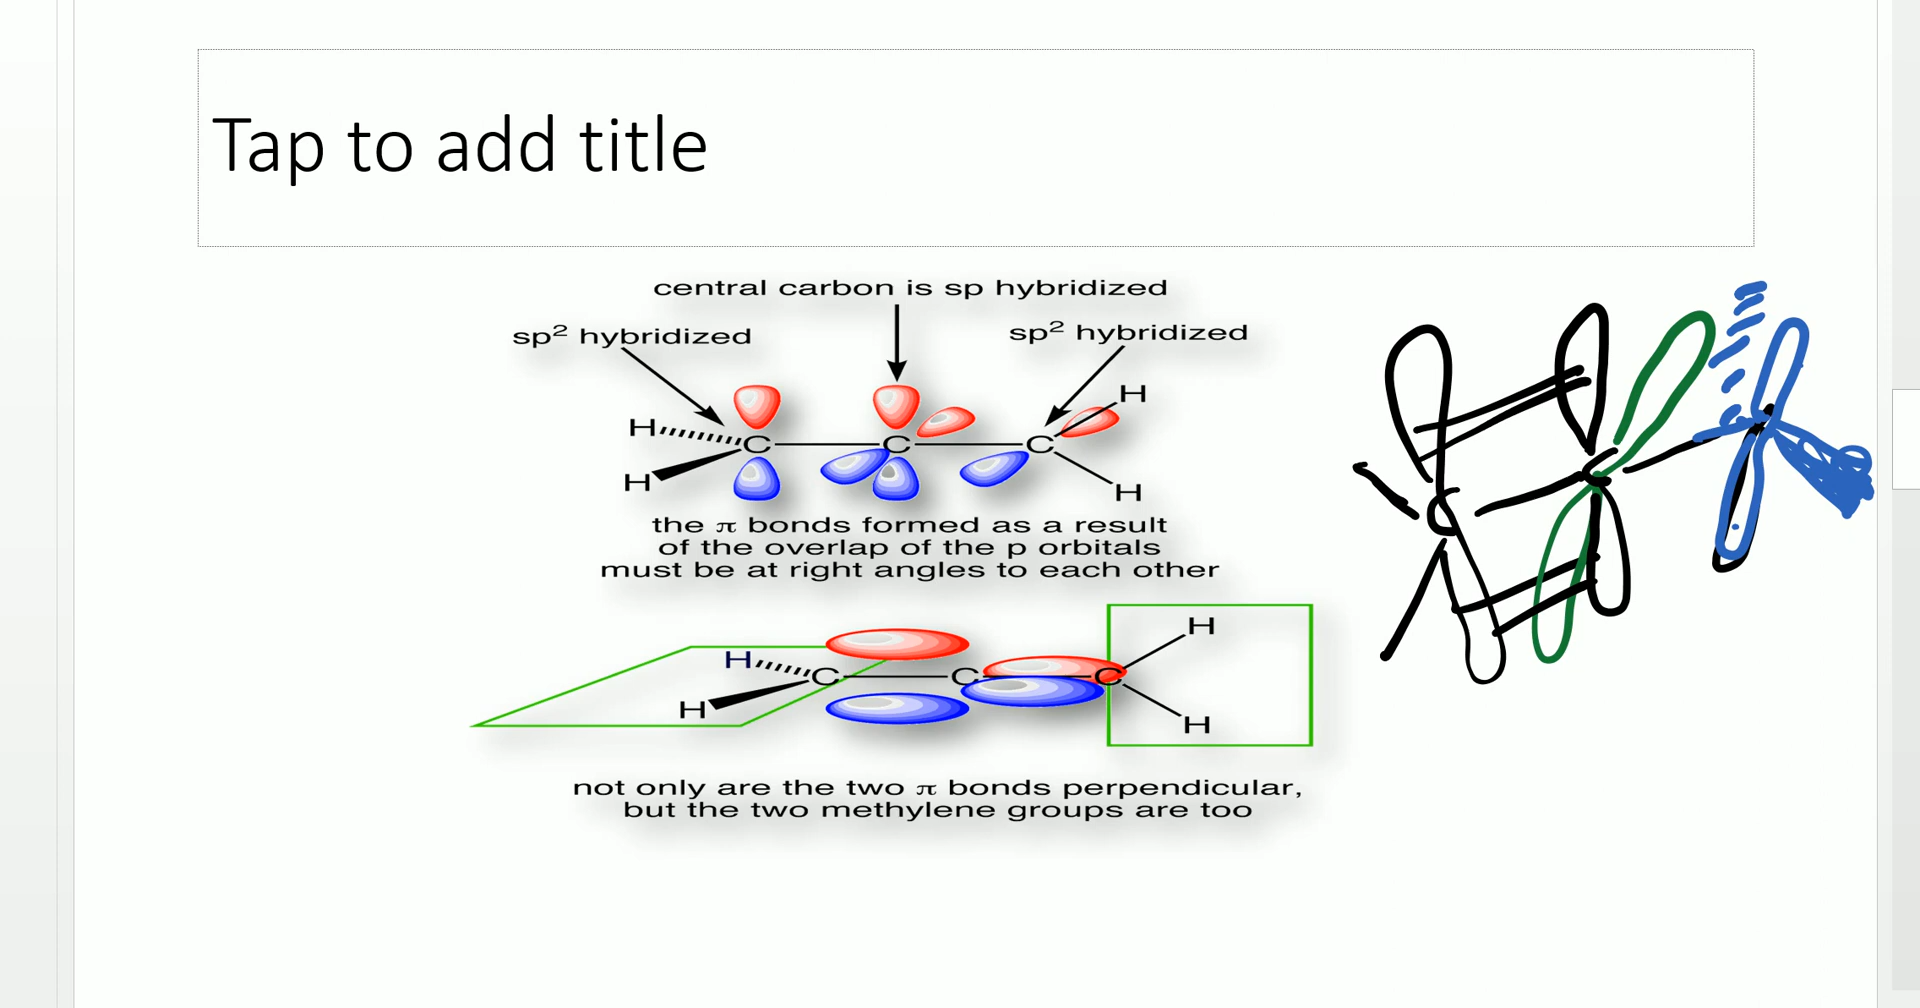 Tap to add title
central carbon is sp hybridized
sp² hybridized
sp² hybridized
H
H
C
C
C
H
H
the π bonds formed as a result
of the overlap of the p orbitals
must be at right angles to each other
H
H
C
C
C
H
H
not only are the two π bonds perpendicular,
but the two methylene groups are too
C
C